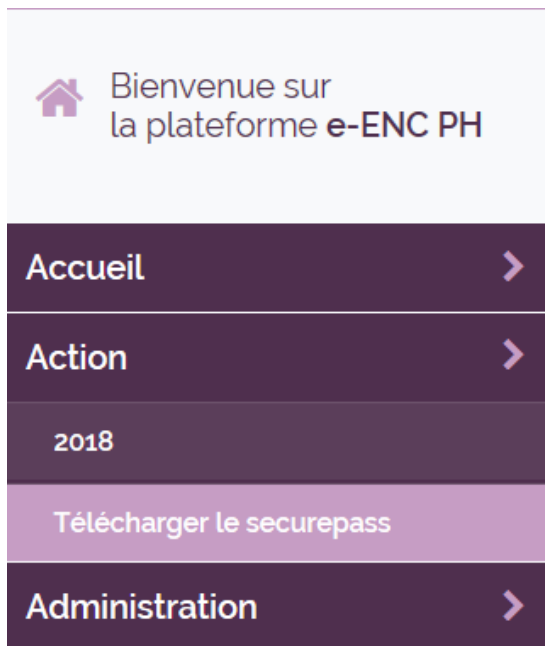 Bienvenue sur
la plateforme e-ENC PH
Accueil
Action
2018
Télécharger le securepass
Administration